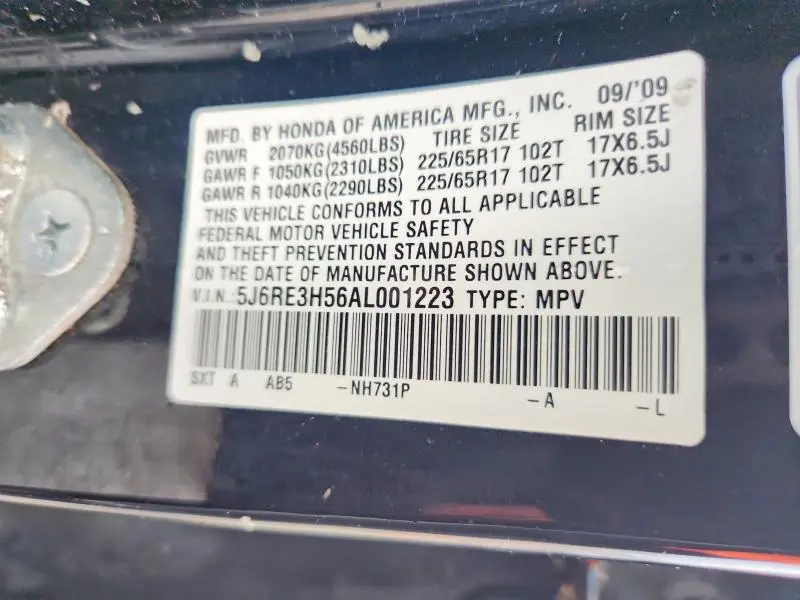 MFD. BY HONDA OF AMERICA MFG., INC. 09/'09
GVWR 2070KG(4560LBS) TIRE SIZE RIM SIZE
GAWR F 1050KG(2310LBS) 225/65R17 102T 17X6.5J
GAWR R 1040KG(2290LBS) 225/65R17 102T 17X6.5J
THIS VEHICLE CONFORMS TO ALL APPLICABLE
FEDERAL MOTOR VEHICLE SAFETY
AND THEFT PREVENTION STANDARDS IN EFFECT
ON THE DATE OF MANUFACTURE SHOWN ABOVE.
V.I.N.:5J6RE3H56AL001223 TYPE: MPV
SXT A AB5 -NH731P -A -L